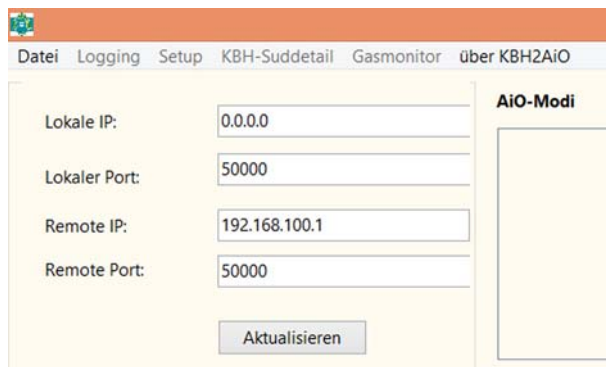 Datei Logging Setup KBH-Suddetail Gasmonitor über KBH2AiO
AiO-Modi
Lokale IP: 0.0.0.0
Lokaler Port: 50000
Remote IP: 192.168.100.1
Remote Port: 50000
Aktualisieren